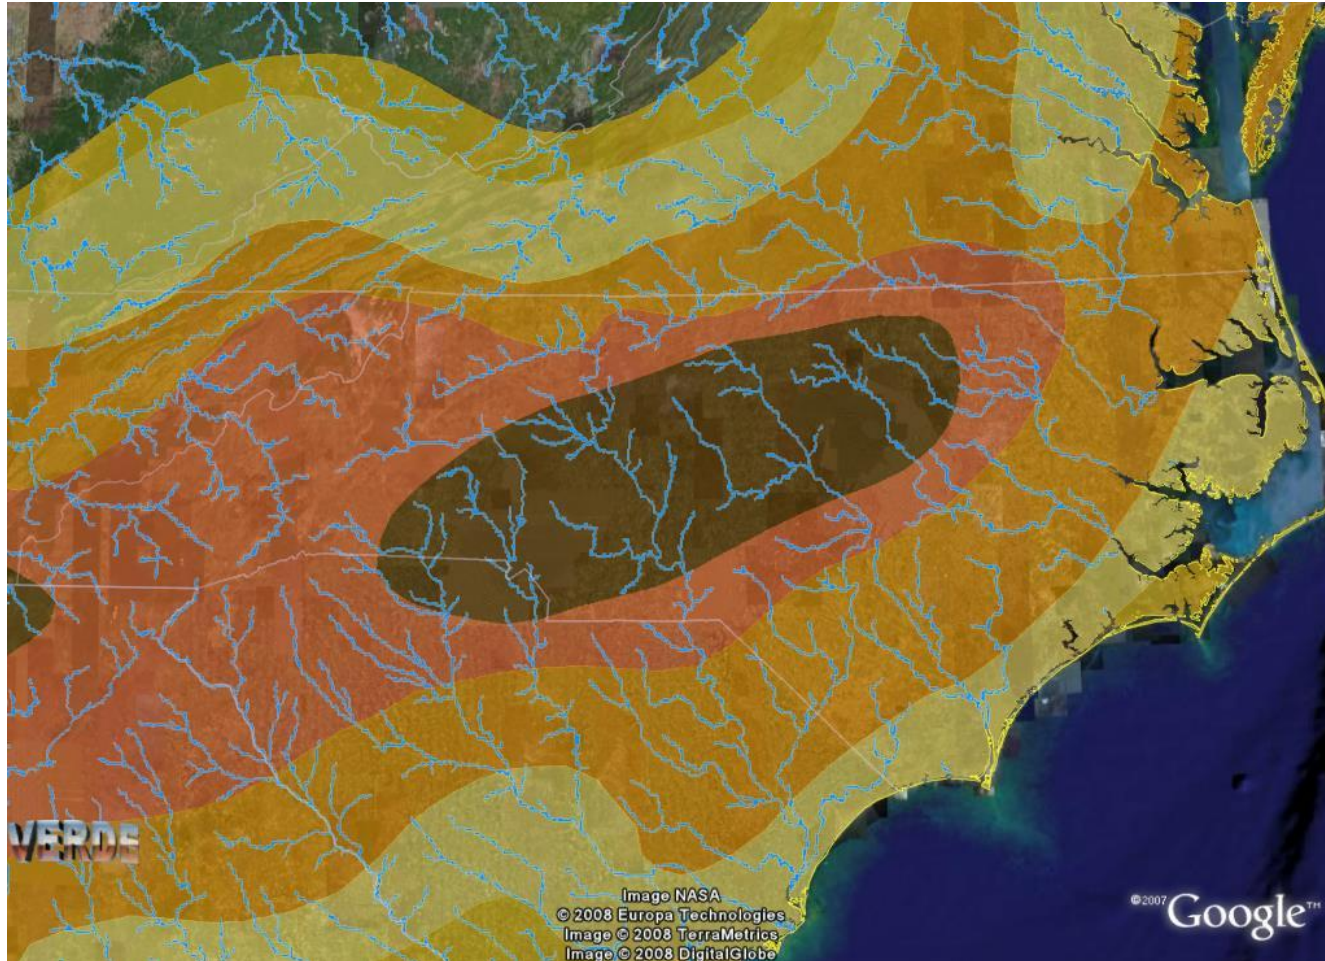 VERDE
Image NASA
© 2008 Europa Technologies
Image © 2008 TerraMetrics
Image © 2008 DigitalGlobe
©2007 Google™